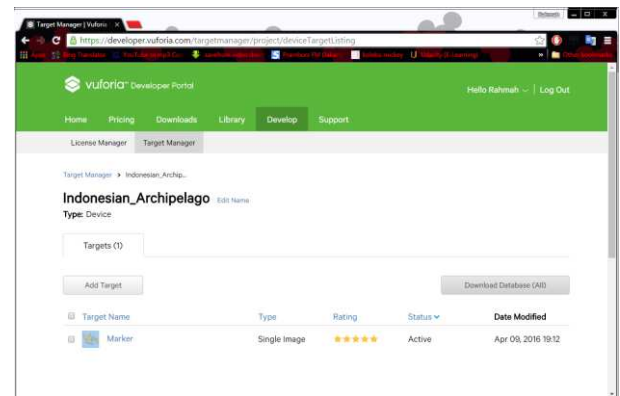 Target Manager | Vuforia
https://developer.vuforia.com/targetmanager/project/deviceTargetListing
vuforia™ Developer Portal
Hello Rahmah | Log Out
Home Pricing Downloads Library Develop Support
License Manager Target Manager
Target Manager > Indonesian_Archip..
Indonesian_Archipelago Edit Name
Type: Device
Targets (1)
Add Target Download Database (All)
Target Name Type Rating Status Date Modified
Marker Single Image Active Apr 09, 2016 19:12